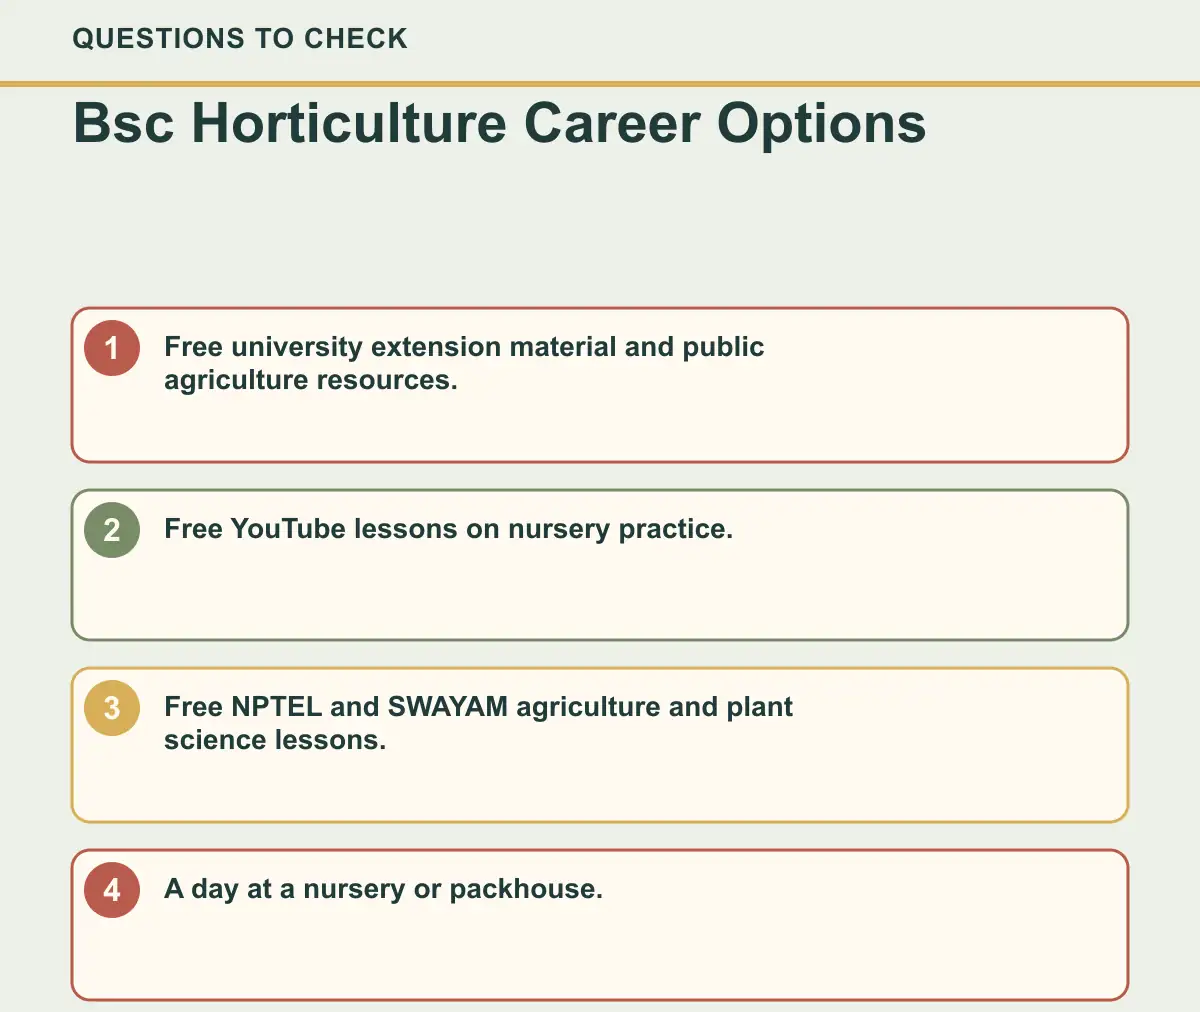 QUESTIONS TO CHECK
Bsc Horticulture Career Options
1
Free university extension material and public
agriculture resources.
2
Free YouTube lessons on nursery practice.
3
Free NPTEL and SWAYAM agriculture and plant
science lessons.
4
A day at a nursery or packhouse.